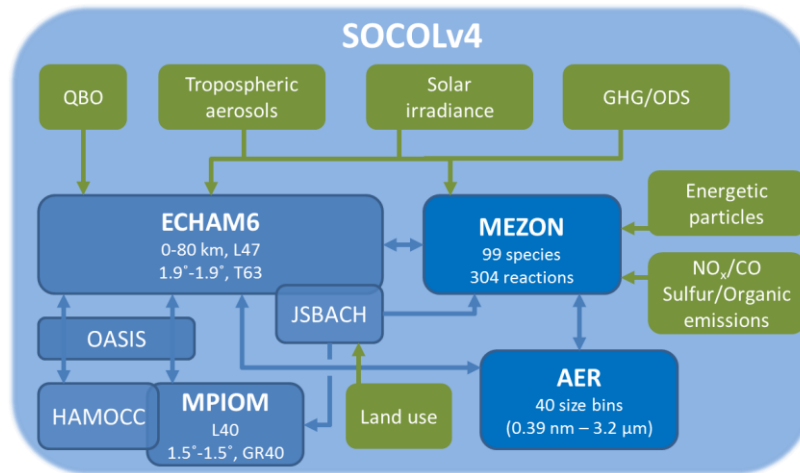 SOCOLv4
QBO
Tropospheric
aerosols
Solar
irradiance
GHG/ODS
ECHAM6
0-80 km, L47
1.9˚-1.9˚, T63
MEZON
99 species
304 reactions
Energetic
particles
NOx/CO
Sulfur/Organic
emissions
JSBACH
OASIS
HAMOCC
MPIOM
L40
1.5˚-1.5˚, GR40
Land use
AER
40 size bins
(0.39 nm – 3.2 μm)